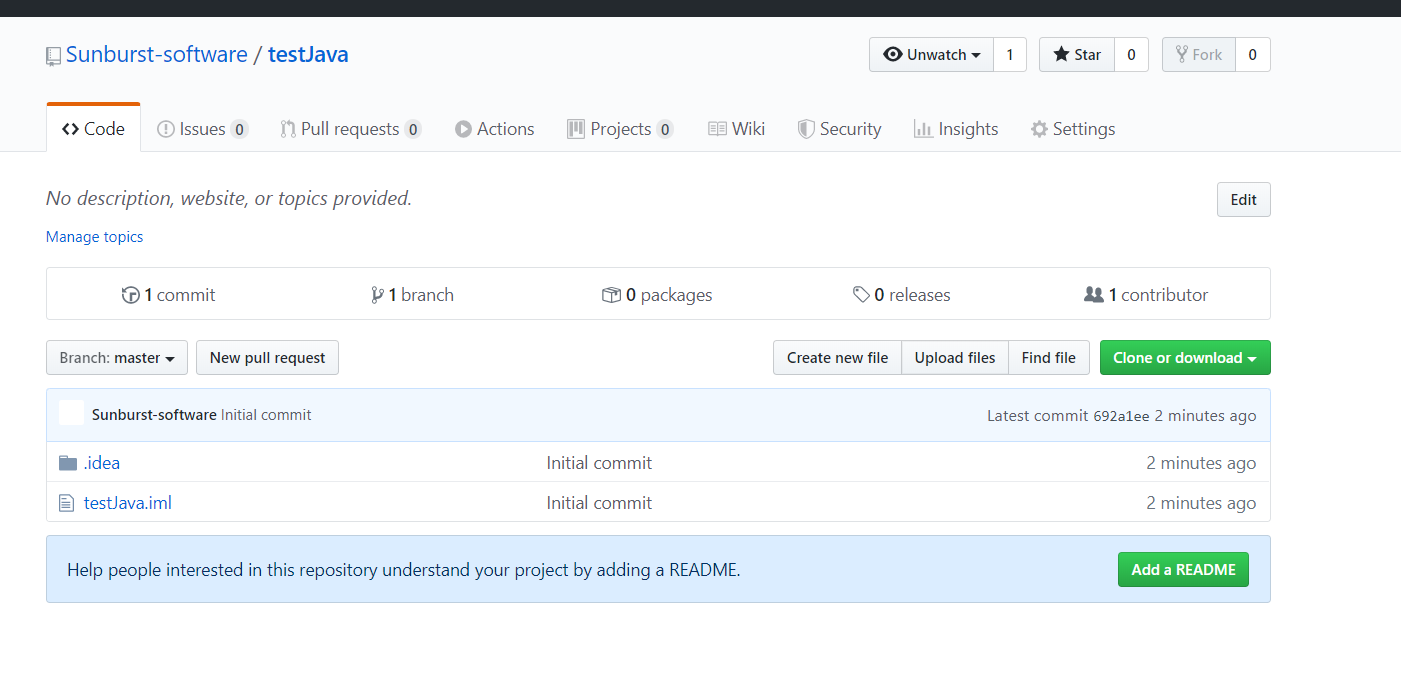 Sunburst-software / testJava
Unwatch 1 Star 0 Fork 0
Code Issues 0 Pull requests 0 Actions Projects 0 Wiki Security Insights Settings
No description, website, or topics provided. Edit
Manage topics
1 commit 1 branch 0 packages 0 releases 1 contributor
Branch: master New pull request Create new file Upload files Find file Clone or download
Sunburst-software Initial commit Latest commit 692a1ee 2 minutes ago
.idea Initial commit 2 minutes ago
testJava.iml Initial commit 2 minutes ago
Help people interested in this repository understand your project by adding a README. Add a README